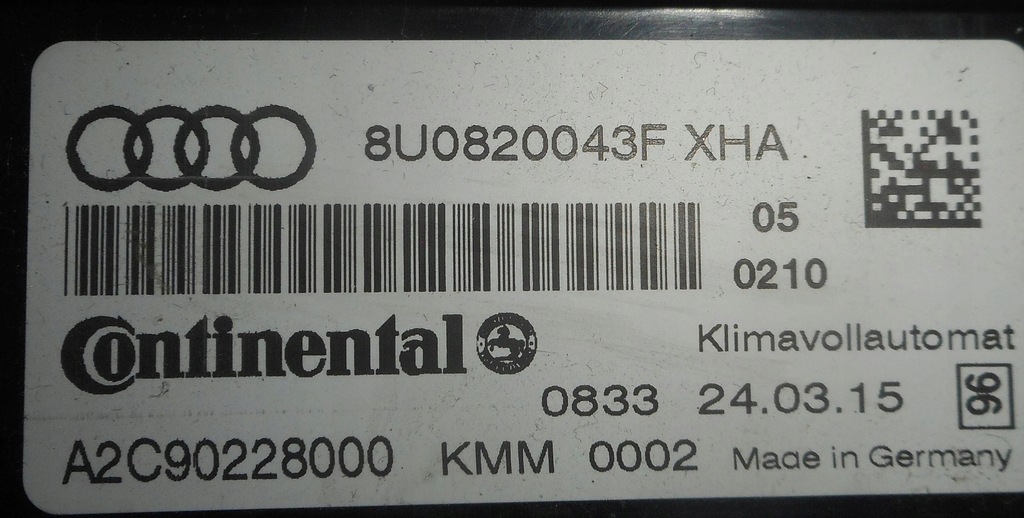 8U0820043F XHA
05
0210
Continental
Klimavollautomat
0833 24.03.15
96
A2C90228000 KMM 0002 Made in Germany